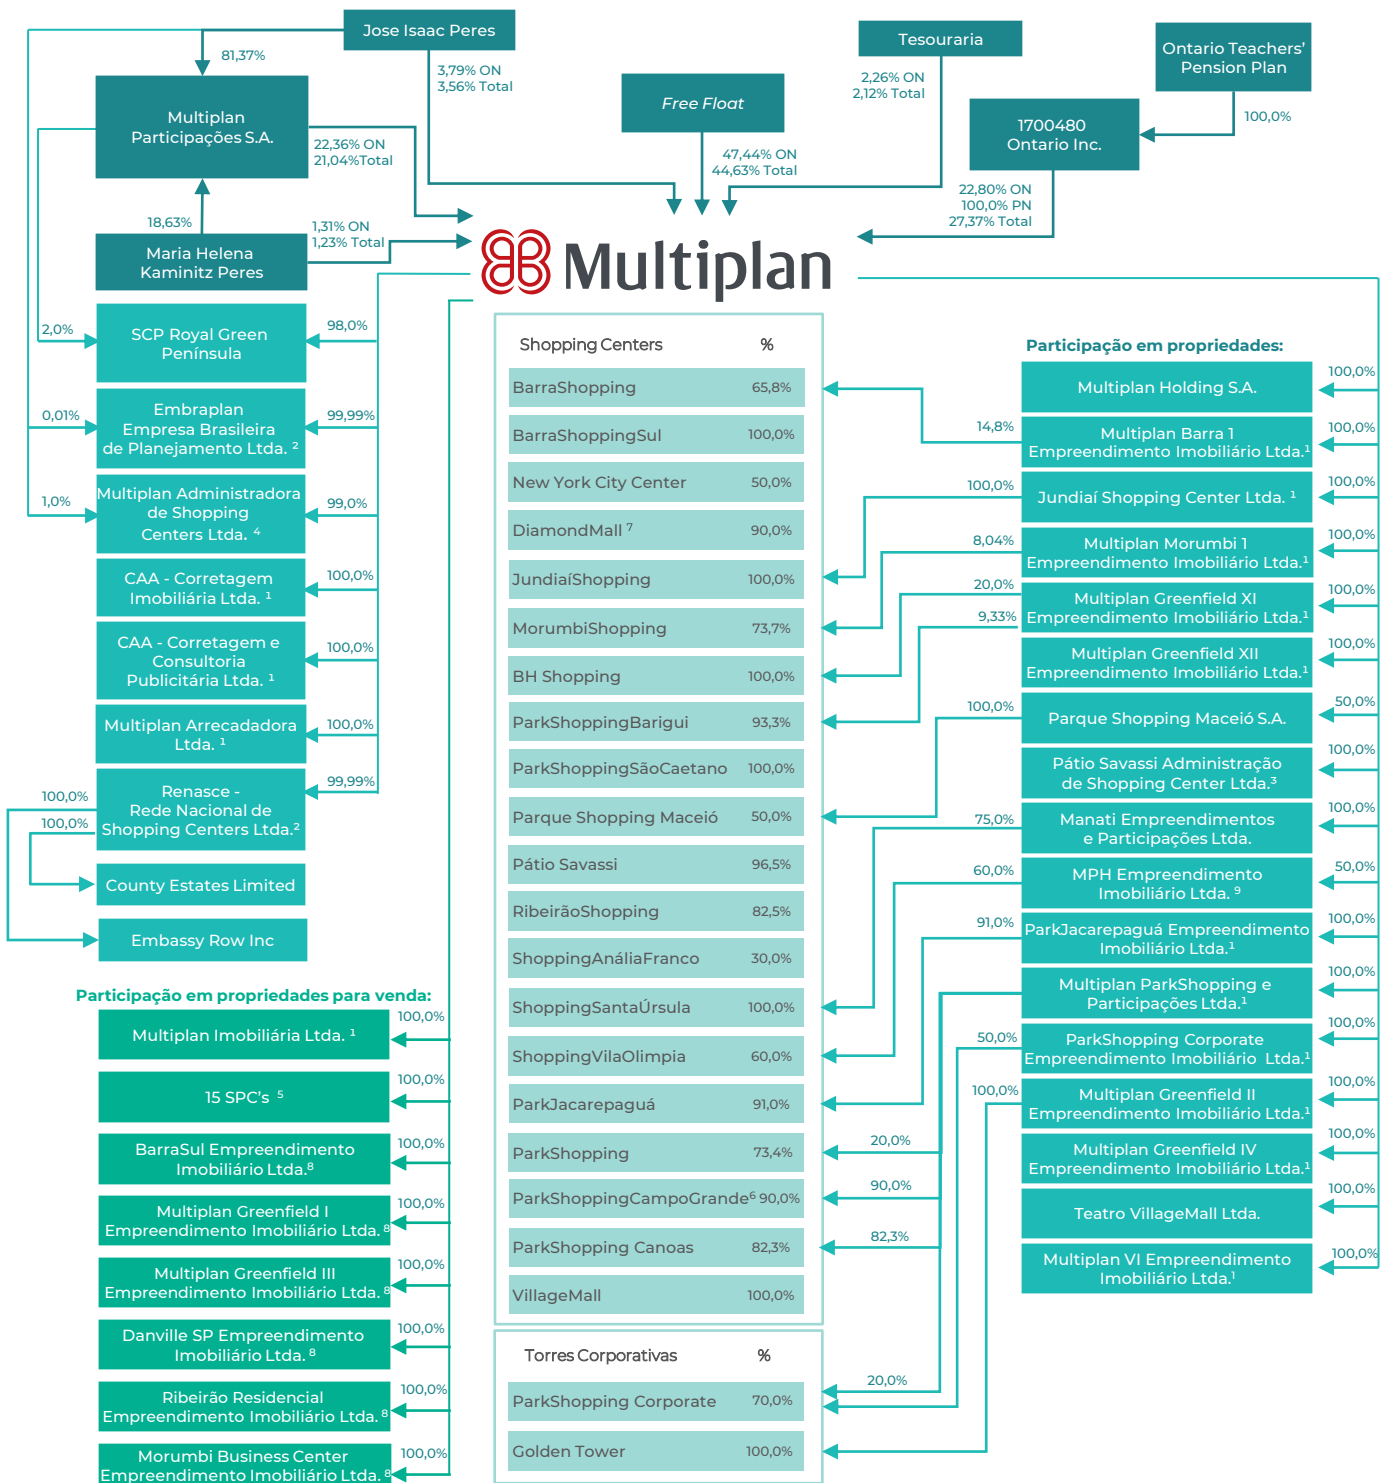 Jose Isaac Peres
81,37%
3,79% ON
3,56% Total
Tesouraria
2,26% ON
2,12% Total
Ontario Teachers'
Pension Plan
100,0%
Multiplan
Participações S.A.
22,36% ON
21,04%Total
Free Float
47,44% ON
44,63% Total
1700480
Ontario Inc.
22,80% ON
100,0% PN
27,37% Total
18,63%
Maria Helena
Kaminitz Peres
1,31% ON
1,23% Total
Multiplan
2,0%
SCP Royal Green
Península
98,0%
0,01%
Embraplan
Empresa Brasileira
de Planejamento Ltda. ²
99,99%
1,0%
Multiplan Administradora
de Shopping
Centers Ltda. ⁴
99,0%
CAA - Corretagem
Imobiliária Ltda. ¹
100,0%
CAA - Corretagem e
Consultoria
Publicitária Ltda. ¹
100,0%
Multiplan Arrecadadora
Ltda. ¹
100,0%
Renasce -
Rede Nacional de
Shopping Centers Ltda.²
99,99%
100,0%
100,0%
County Estates Limited
Embassy Row Inc
Participação em propriedades para venda:
Multiplan Imobiliária Ltda. ¹
100,0%
15 SPC's ⁵
100,0%
BarraSul Empreendimento
Imobiliário Ltda.⁸
100,0%
Multiplan Greenfield I
Empreendimento Imobiliário Ltda. ⁸
100,0%
Multiplan Greenfield III
Empreendimento Imobiliário Ltda. ⁸
100,0%
Danville SP Empreendimento
Imobiliário Ltda. ⁸
100,0%
Ribeirão Residencial
Empreendimento Imobiliário Ltda. ⁸
100,0%
Morumbi Business Center
Empreendimento Imobiliário Ltda. ⁸
100,0%
Shopping Centers %
BarraShopping 65,8%
BarraShoppingSul 100,0%
New York City Center 50,0%
DiamondMall ⁷ 90,0%
JundiaíShopping 100,0%
MorumbiShopping 73,7%
BH Shopping 100,0%
ParkShoppingBarigui 93,3%
ParkShoppingSãoCaetano 100,0%
Parque Shopping Maceió 50,0%
Pátio Savassi 96,5%
RibeirãoShopping 82,5%
ShoppingAnáliaFranco 30,0%
ShoppingSantaÚrsula 100,0%
ShoppingVilaOlimpia 60,0%
ParkJacarepaguá 91,0%
ParkShopping 73,4%
ParkShoppingCampoGrande⁶ 90,0%
ParkShopping Canoas 82,3%
VillageMall 100,0%
Torres Corporativas %
ParkShopping Corporate 70,0%
Golden Tower 100,0%
Participação em propriedades:
Multiplan Holding S.A.
100,0%
14,8%
Multiplan Barra 1
Empreendimento Imobiliário Ltda.¹
100,0%
100,0%
Jundiaí Shopping Center Ltda. ¹
100,0%
8,04%
Multiplan Morumbi 1
Empreendimento Imobiliário Ltda.¹
100,0%
20,0%
9,33%
Multiplan Greenfield XI
Empreendimento Imobiliário Ltda.¹
100,0%
Multiplan Greenfield XII
Empreendimento Imobiliário Ltda.¹
100,0%
100,0%
Parque Shopping Maceió S.A.
50,0%
Pátio Savassi Administração
de Shopping Center Ltda.³
100,0%
75,0%
Manati Empreendimentos
e Participações Ltda.
100,0%
60,0%
MPH Empreendimento
Imobiliário Ltda. ⁹
50,0%
91,0%
ParkJacarepaguá Empreendimento
Imobiliário Ltda.¹
100,0%
Multiplan ParkShopping e
Participações Ltda.¹
100,0%
20,0%
90,0%
82,3%
20,0%
50,0%
ParkShopping Corporate
Empreendimento Imobiliário Ltda.¹
100,0%
100,0%
Multiplan Greenfield II
Empreendimento Imobiliário Ltda.¹
100,0%
Multiplan Greenfield IV
Empreendimento Imobiliário Ltda.¹
100,0%
Teatro VillageMall Ltda.
100,0%
Multiplan VI Empreendimento
Imobiliário Ltda.¹
100,0%